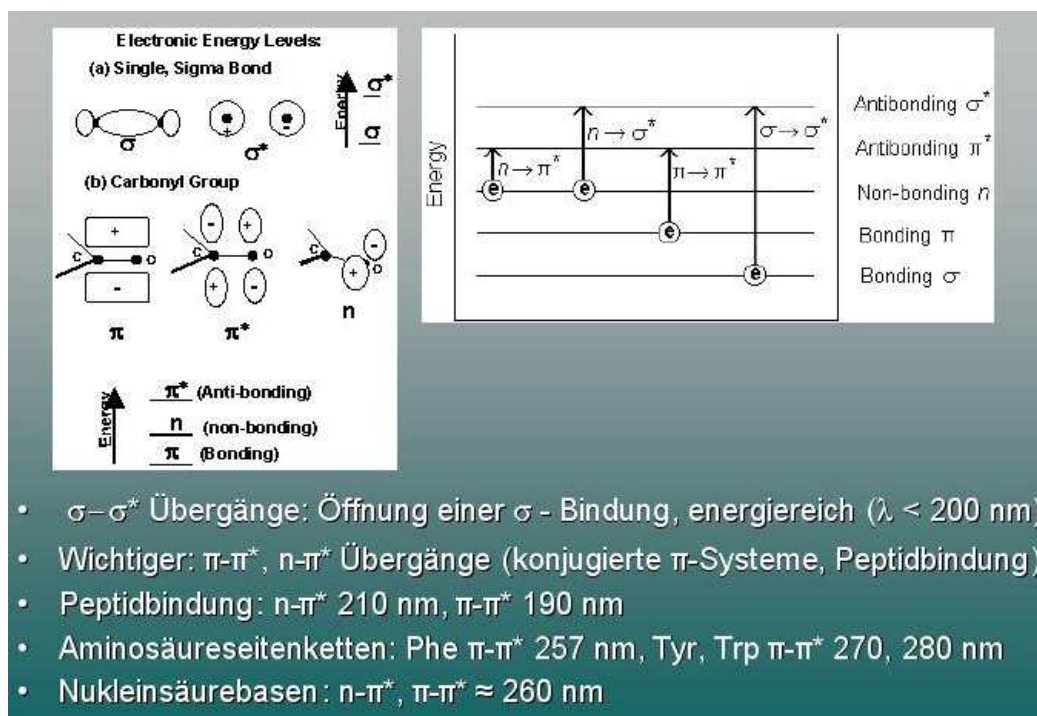 Electronic Energy Levels:
(a) Single, Sigma Bond
σ
+
-
σ*
Energy
σ
σ*
(b) Carbonyl Group
+
-
C
O
π
-
+
+
-
C
O
π*
-
+
C
O
n
Energy
π* (Anti-bonding)
n (non-bonding)
π (Bonding)
Energy
n → π*
n → σ*
π → π*
σ → σ*
e
e
e
e
Antibonding σ*
Antibonding π*
Non-bonding n
Bonding π
Bonding σ
• σ–σ* Übergänge: Öffnung einer σ - Bindung, energiereich (λ < 200 nm)
• Wichtiger: π-π*, n-π* Übergänge (konjugierte π-Systeme, Peptidbindung)
• Peptidbindung: n-π* 210 nm, π-π* 190 nm
• Aminosäureseitenketten: Phe π-π* 257 nm, Tyr, Trp π-π* 270, 280 nm
• Nukleinsäurebasen: n-π*, π-π* ≈ 260 nm